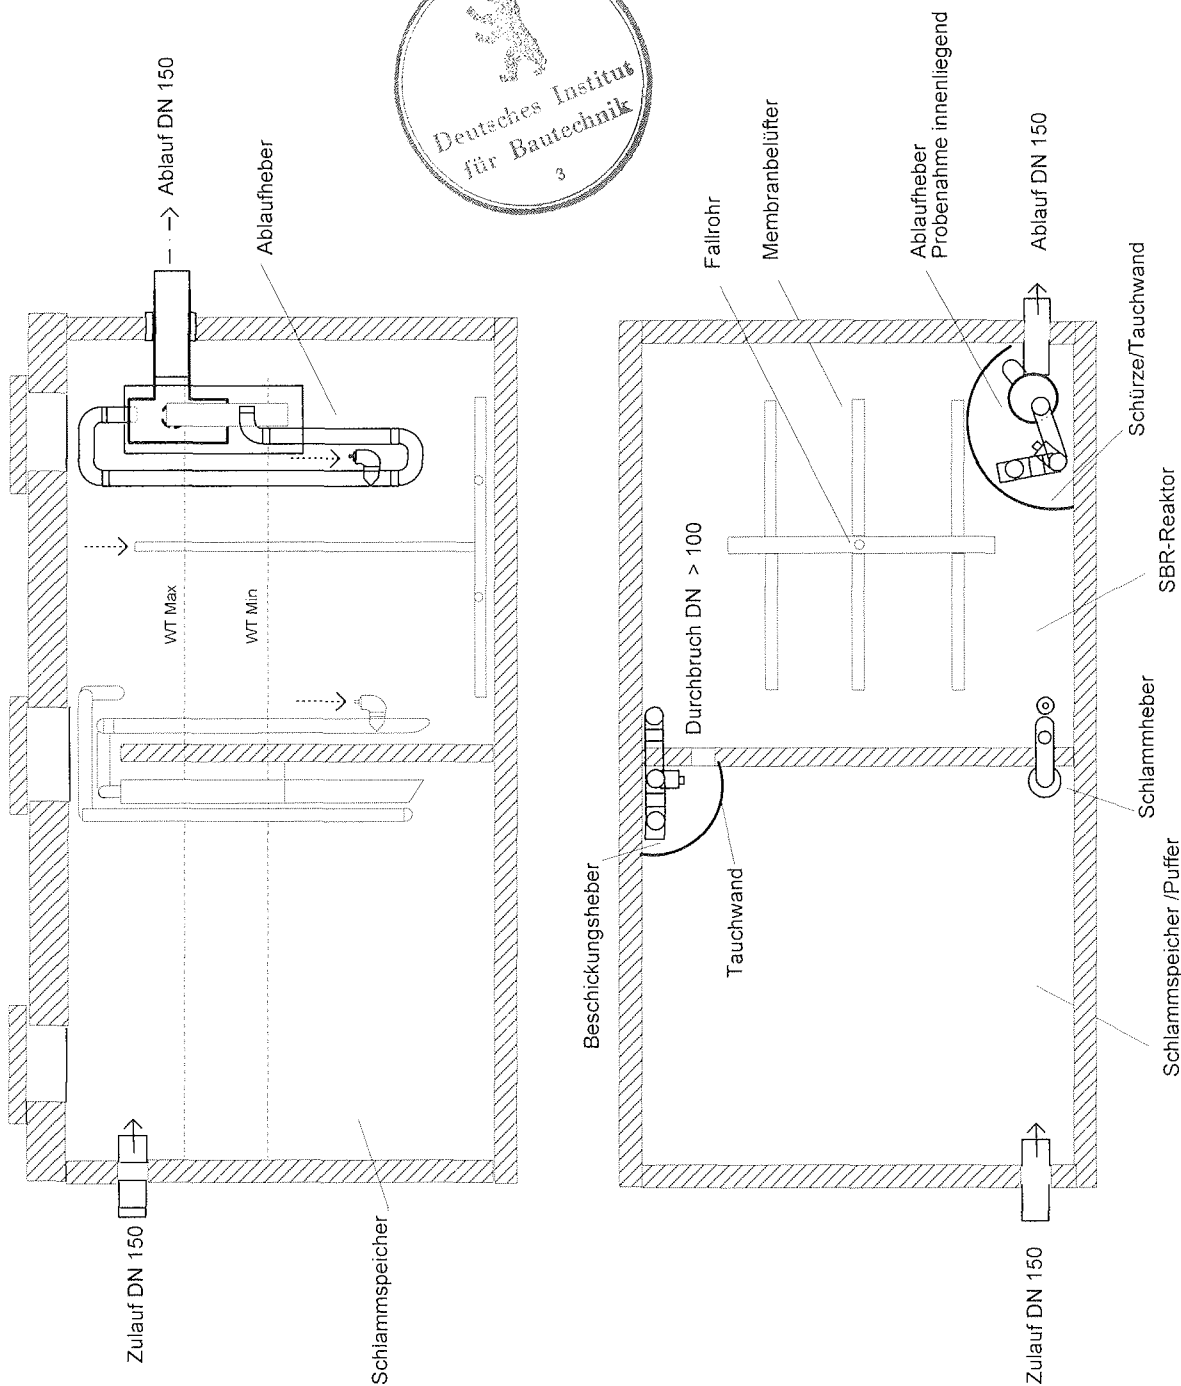 Zulauf DN 150
Ablauf DN 150
Ablaufheber
WT Max
WT Min
Schlammspeicher
Deutsches Institut
für Bautechnik
3
Beschickungsheber
Tauchwand
Durchbruch DN > 100
Fallrohr
Membranbelüfter
Ablaufheber
Probenahme innenliegend
Ablauf DN 150
Schürze/Tauchwand
SBR-Reaktor
Schlammheber
Schlammspeicher /Puffer
Zulauf DN 150